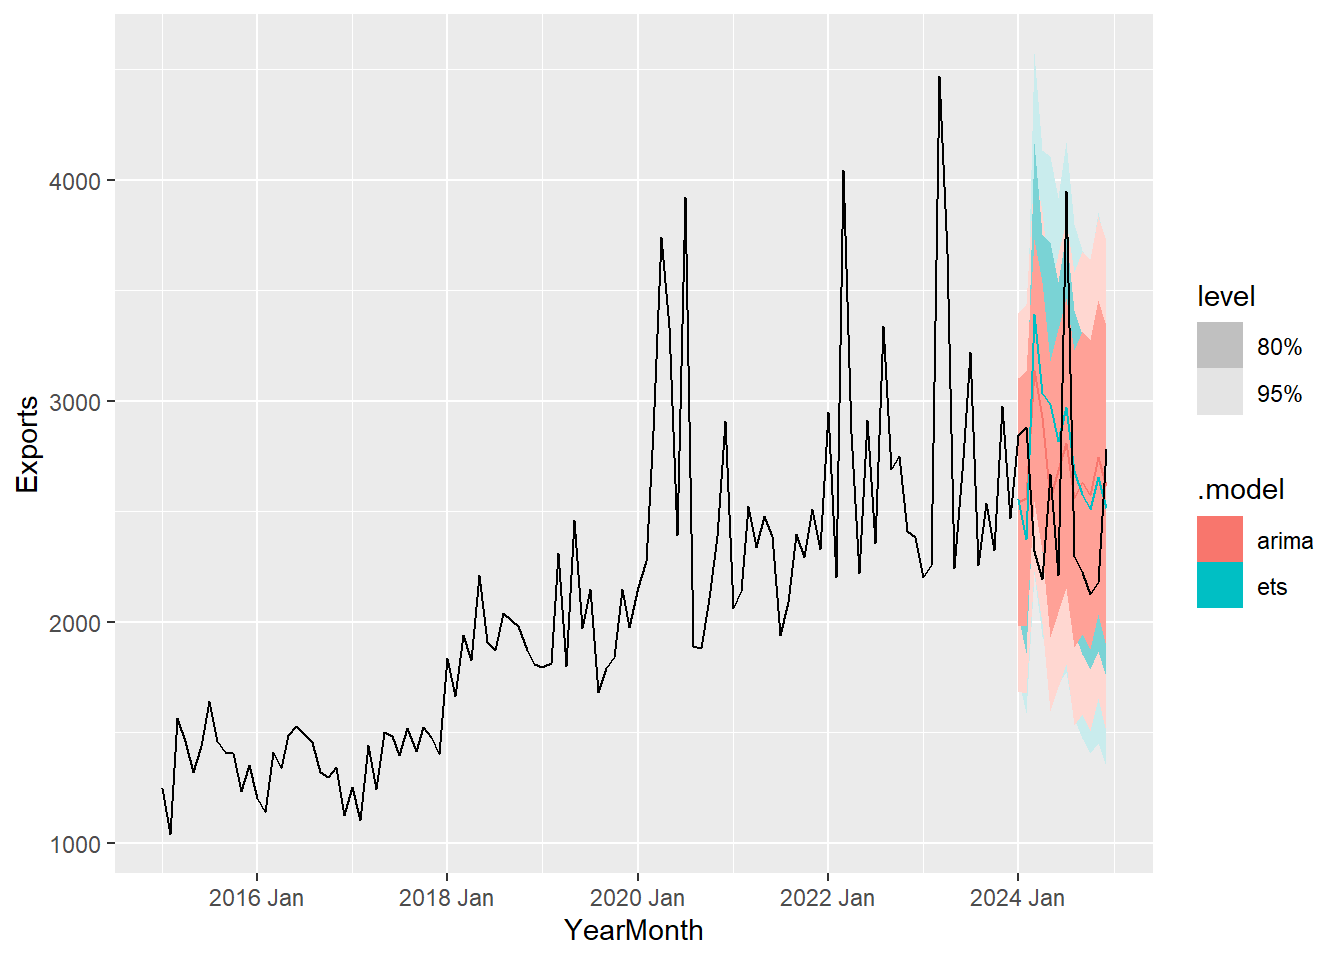 4000
3000
2000
1000
Exports
2016 Jan
2018 Jan
2020 Jan
2022 Jan
2024 Jan
YearMonth
level
80%
95%
.model
arima
ets